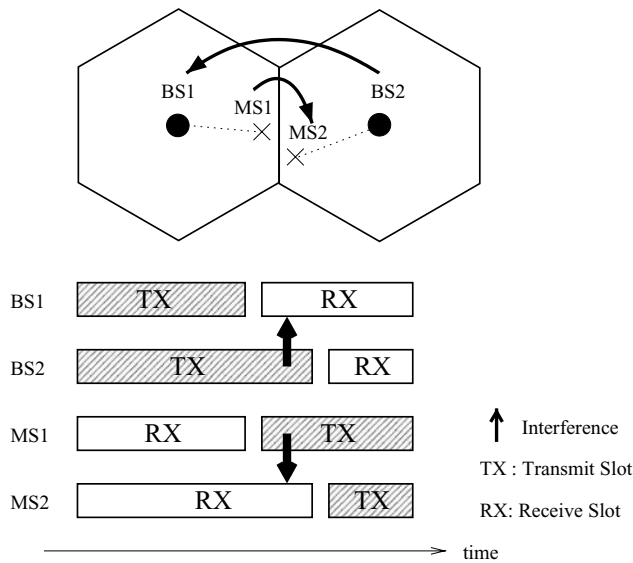 BS1
BS2
MS1
MS2
BS1
TX
RX
BS2
TX
RX
MS1
RX
TX
MS2
RX
TX
Interference
TX : Transmit Slot
RX: Receive Slot
time